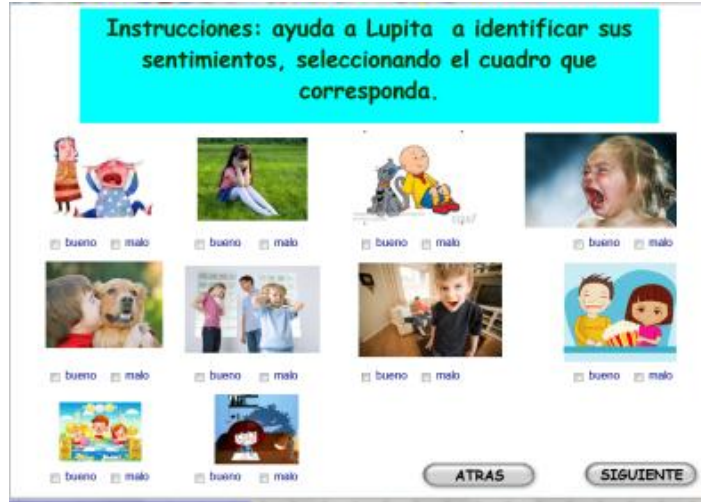 Instrucciones: ayuda a Lupita a identificar sus
sentimientos, seleccionando el cuadro que
corresponda.
bueno malo bueno malo bueno malo bueno malo
bueno malo bueno malo bueno malo bueno malo
bueno malo bueno malo
ATRAS SIGUIENTE